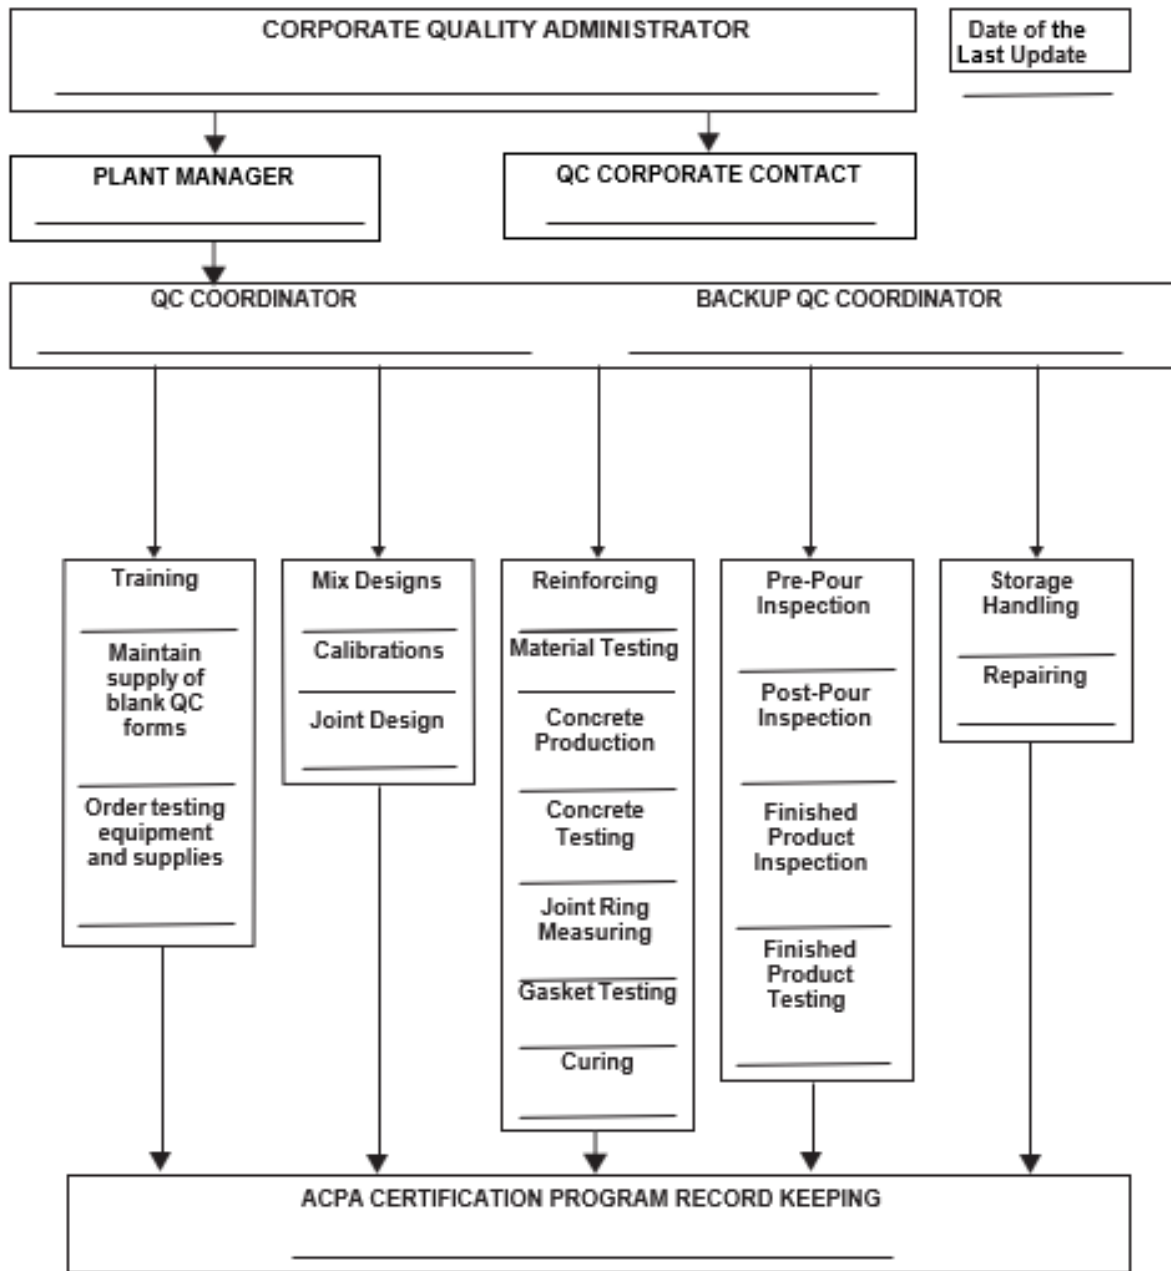 CORPORATE QUALITY ADMINISTRATOR
Date of the
Last Update
PLANT MANAGER
QC CORPORATE CONTACT
QC COORDINATOR
BACKUP QC COORDINATOR
Training
Maintain
supply of
blank QC
forms
Order testing
equipment
and supplies
Mix Designs
Calibrations
Joint Design
Reinforcing
Material Testing
Concrete
Production
Concrete
Testing
Joint Ring
Measuring
Gasket Testing
Curing
Pre-Pour
Inspection
Post-Pour
Inspection
Finished
Product
Inspection
Finished
Product
Testing
Storage
Handling
Repairing
ACPA CERTIFICATION PROGRAM RECORD KEEPING